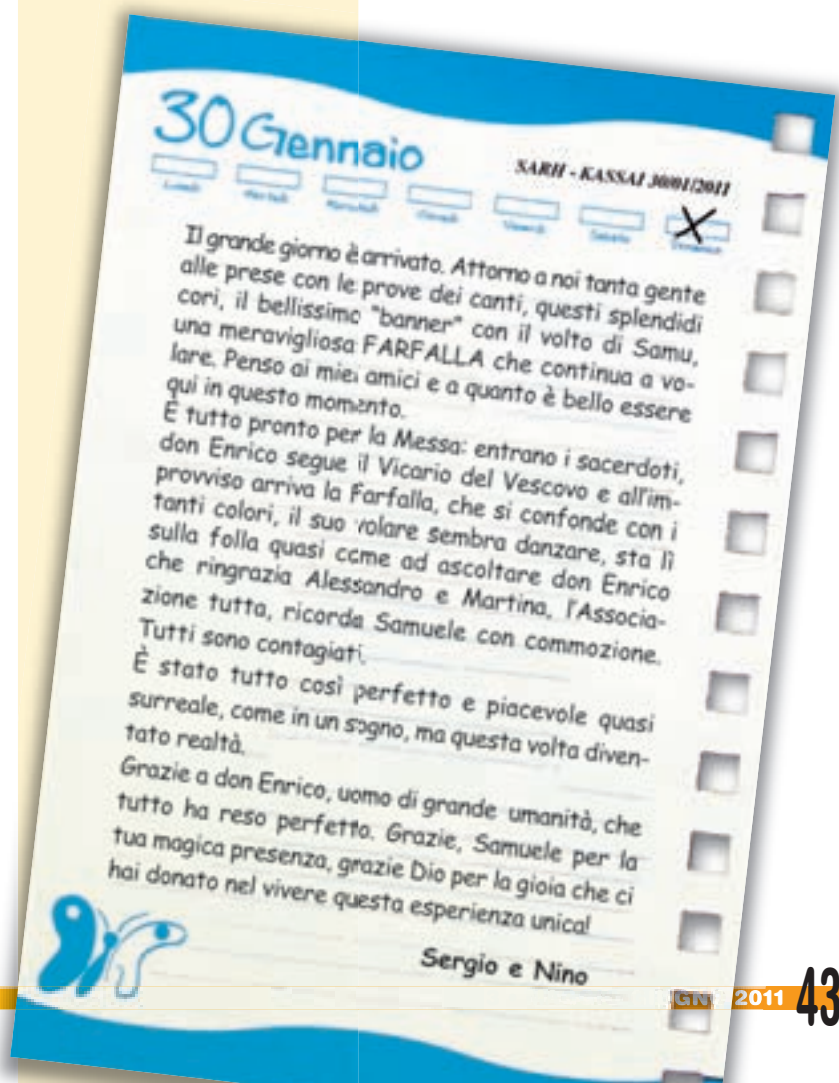 30 Gennaio
SARH - KASSAI 30/01/2011
Lunedì Martedì Mercoledì Giovedì Venerdì Sabato Domenica
Il grande giorno è arrivato. Attorno a noi tanta gente
alle prese con le prove dei canti, questi splendidi
cori, il bellissimo "banner" con il volto di Samu,
una meravigliosa FARFALLA che continua a vo-
lare. Penso ai miei amici e a quanto è bello essere
qui in questo momento.
È tutto pronto per la Messa: entrano i sacerdoti,
don Enrico segue il Vicario del Vescovo e all'im-
provviso arriva la Farfalla, che si confonde con i
tanti colori, il suo volare sembra danzare, sta lì
sulla folla quasi come ad ascoltare don Enrico
che ringrazia Alessandro e Martina, l'Associa-
zione tutta, ricorda Samuele con commozione.
Tutti sono contagiati.
È stato tutto così perfetto e piacevole quasi
surreale, come in un sogno, ma questa volta diven-
tato realtà.
Grazie a don Enrico, uomo di grande umanità, che
tutto ha reso perfetto. Grazie, Samuele per la
tua magica presenza, grazie Dio per la gioia che ci
hai donato nel vivere questa esperienza unica!
Sergio e Nino
2011 43